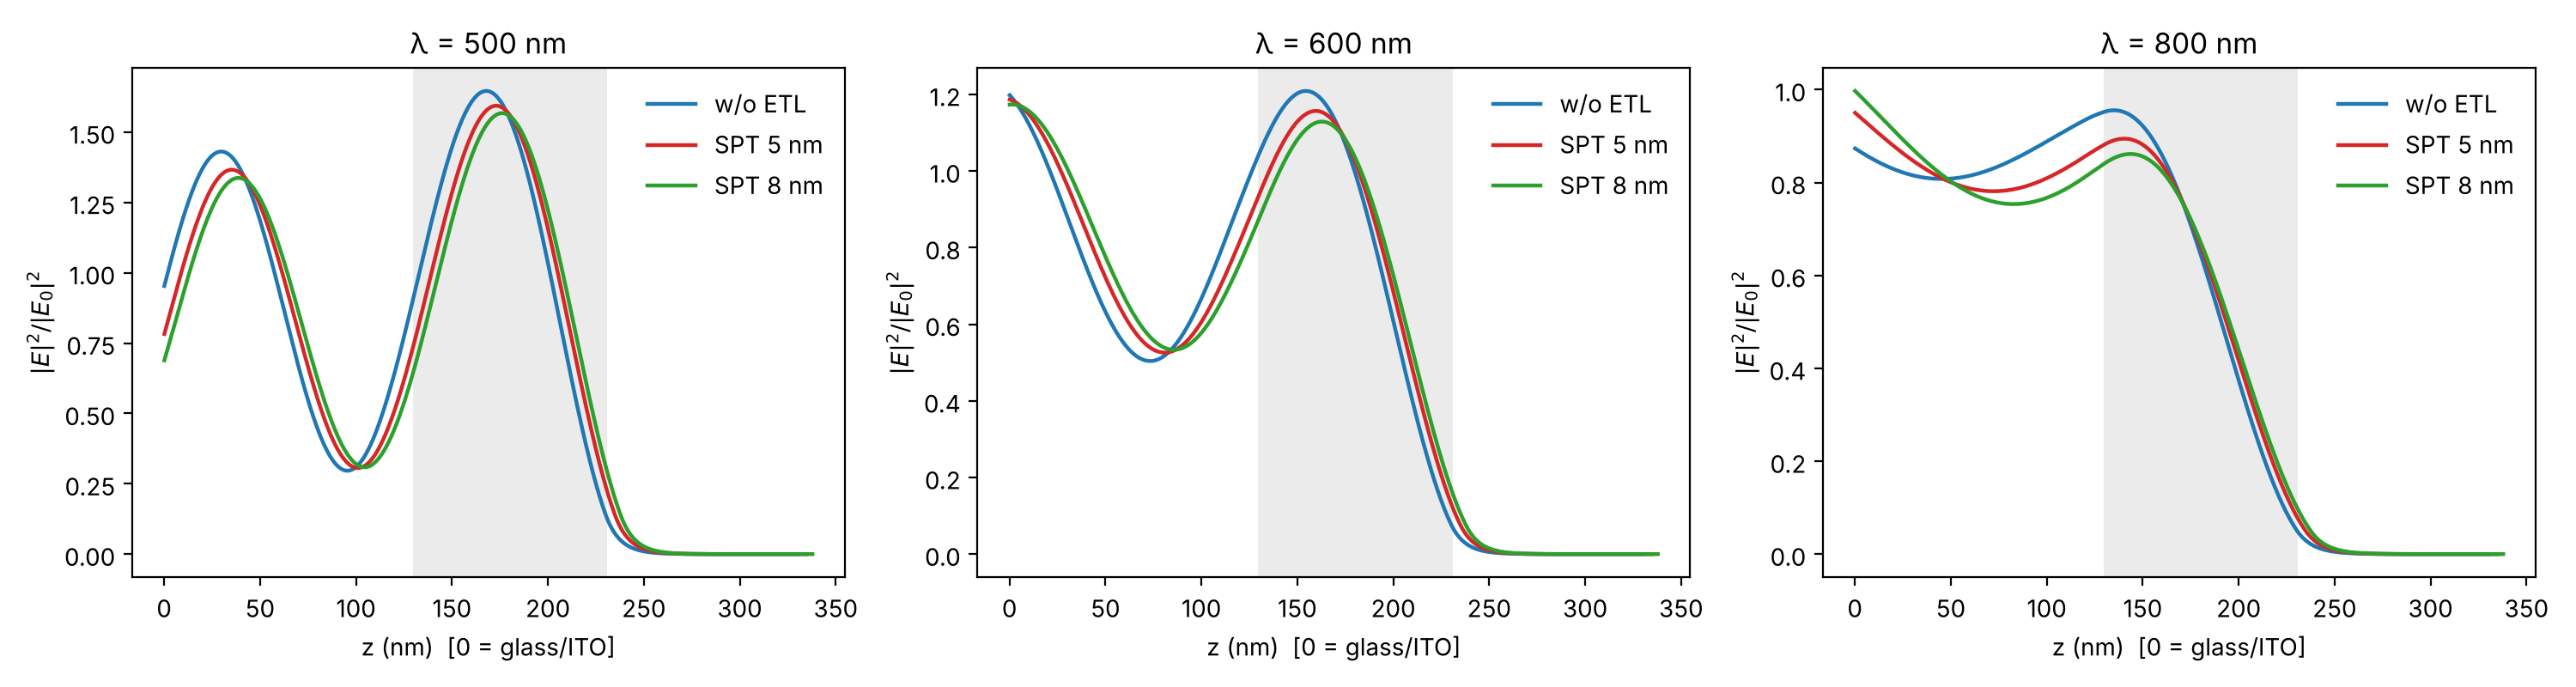 λ = 500 nm
|E|²/|E₀|²
1.50
1.25
1.00
0.75
0.50
0.25
0.00
0 50 100 150 200 250 300 350
z (nm) [0 = glass/ITO]
w/o ETL
SPT 5 nm
SPT 8 nm
λ = 600 nm
|E|²/|E₀|²
1.2
1.0
0.8
0.6
0.4
0.2
0.0
0 50 100 150 200 250 300 350
z (nm) [0 = glass/ITO]
w/o ETL
SPT 5 nm
SPT 8 nm
λ = 800 nm
|E|²/|E₀|²
1.0
0.8
0.6
0.4
0.2
0.0
0 50 100 150 200 250 300 350
z (nm) [0 = glass/ITO]
w/o ETL
SPT 5 nm
SPT 8 nm